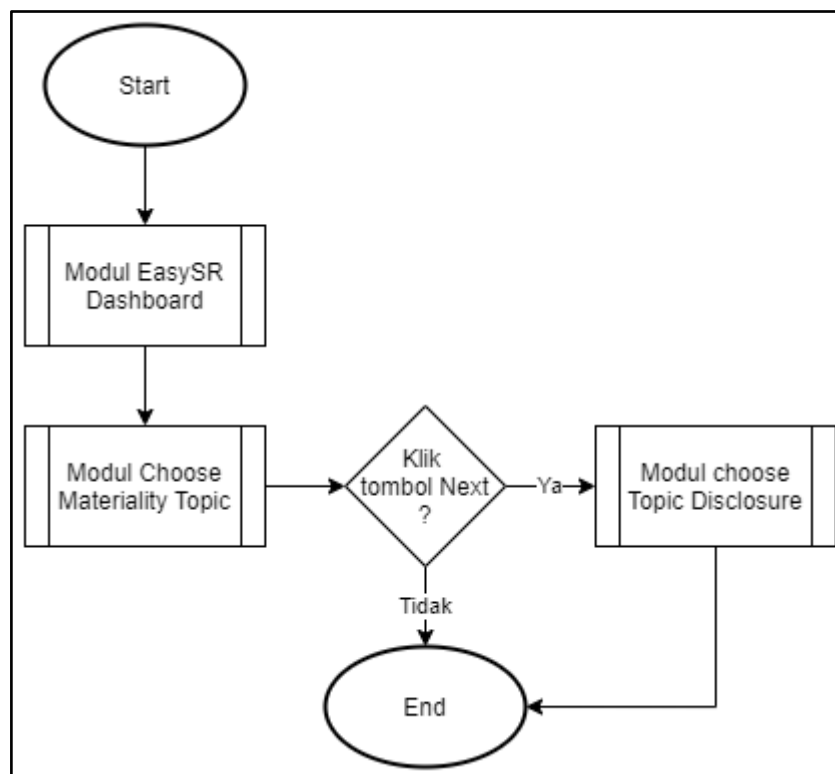 Start
Modul EasySR
Dashboard
Modul Choose
Materiality Topic
Klik
tombol Next
?
Ya
Modul choose
Topic Disclosure
Tidak
End